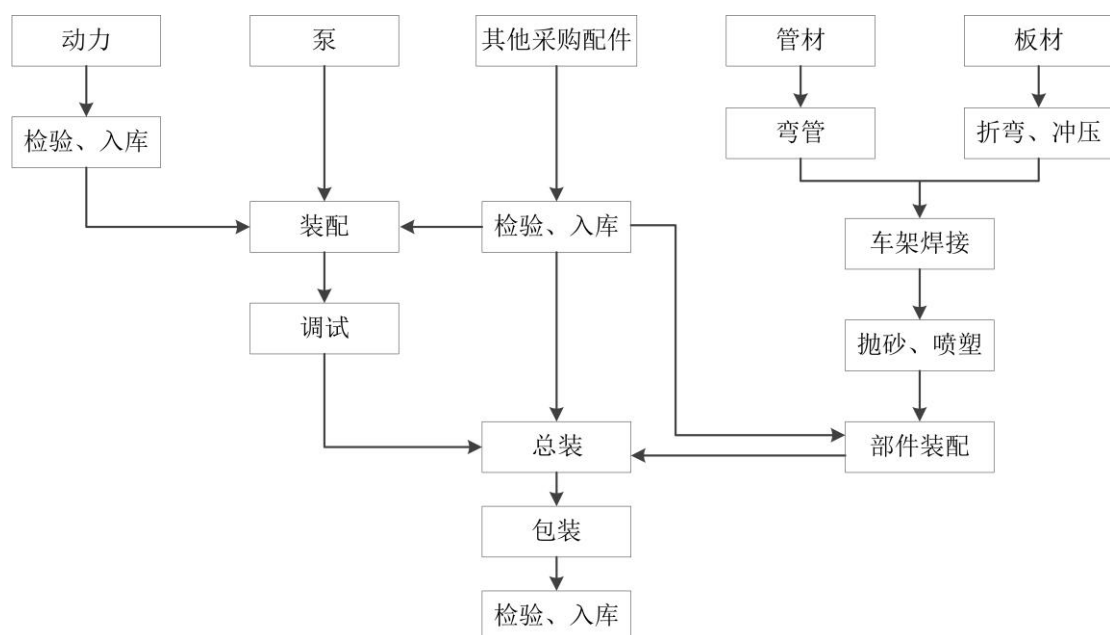 动力
泵
其他采购配件
管材
板材
检验、入库
弯管
折弯、冲压
装配
检验、入库
车架焊接
调试
抛砂、喷塑
总装
部件装配
包装
检验、入库